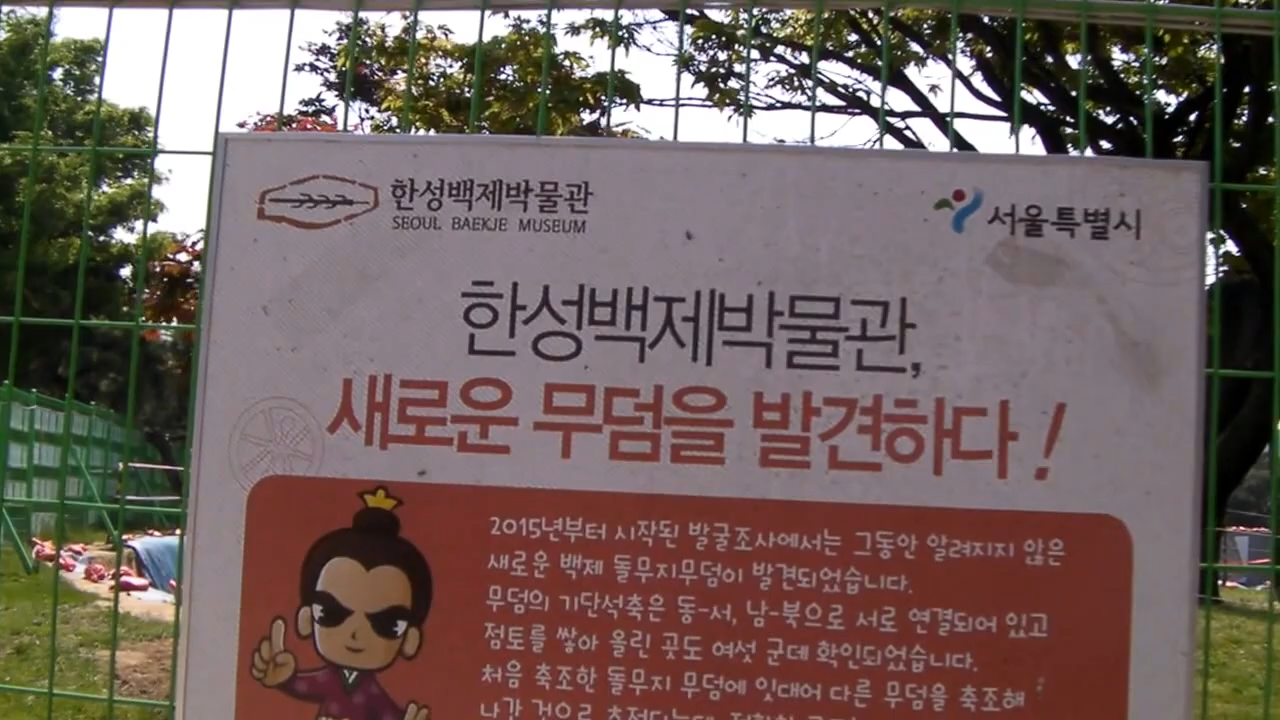 한성백제박물관
SEOUL BAEKJE MUSEUM
서울특별시
한성백제박물관,
새로운 무덤을 발견하다!
2015년부터 시작된 발굴조사에서는 그동안 알려지지 않은
새로운 백제 돌무지무덤이 발견되었습니다.
무덤의 기단석축은 동-서, 남-북으로 서로 연결되어 있고
점토를 쌓아 올린 곳도 여섯 군데 확인되었습니다.
처음 축조한 돌무지 무덤에 잇대어 다른 무덤을 축조해
나간 것으로